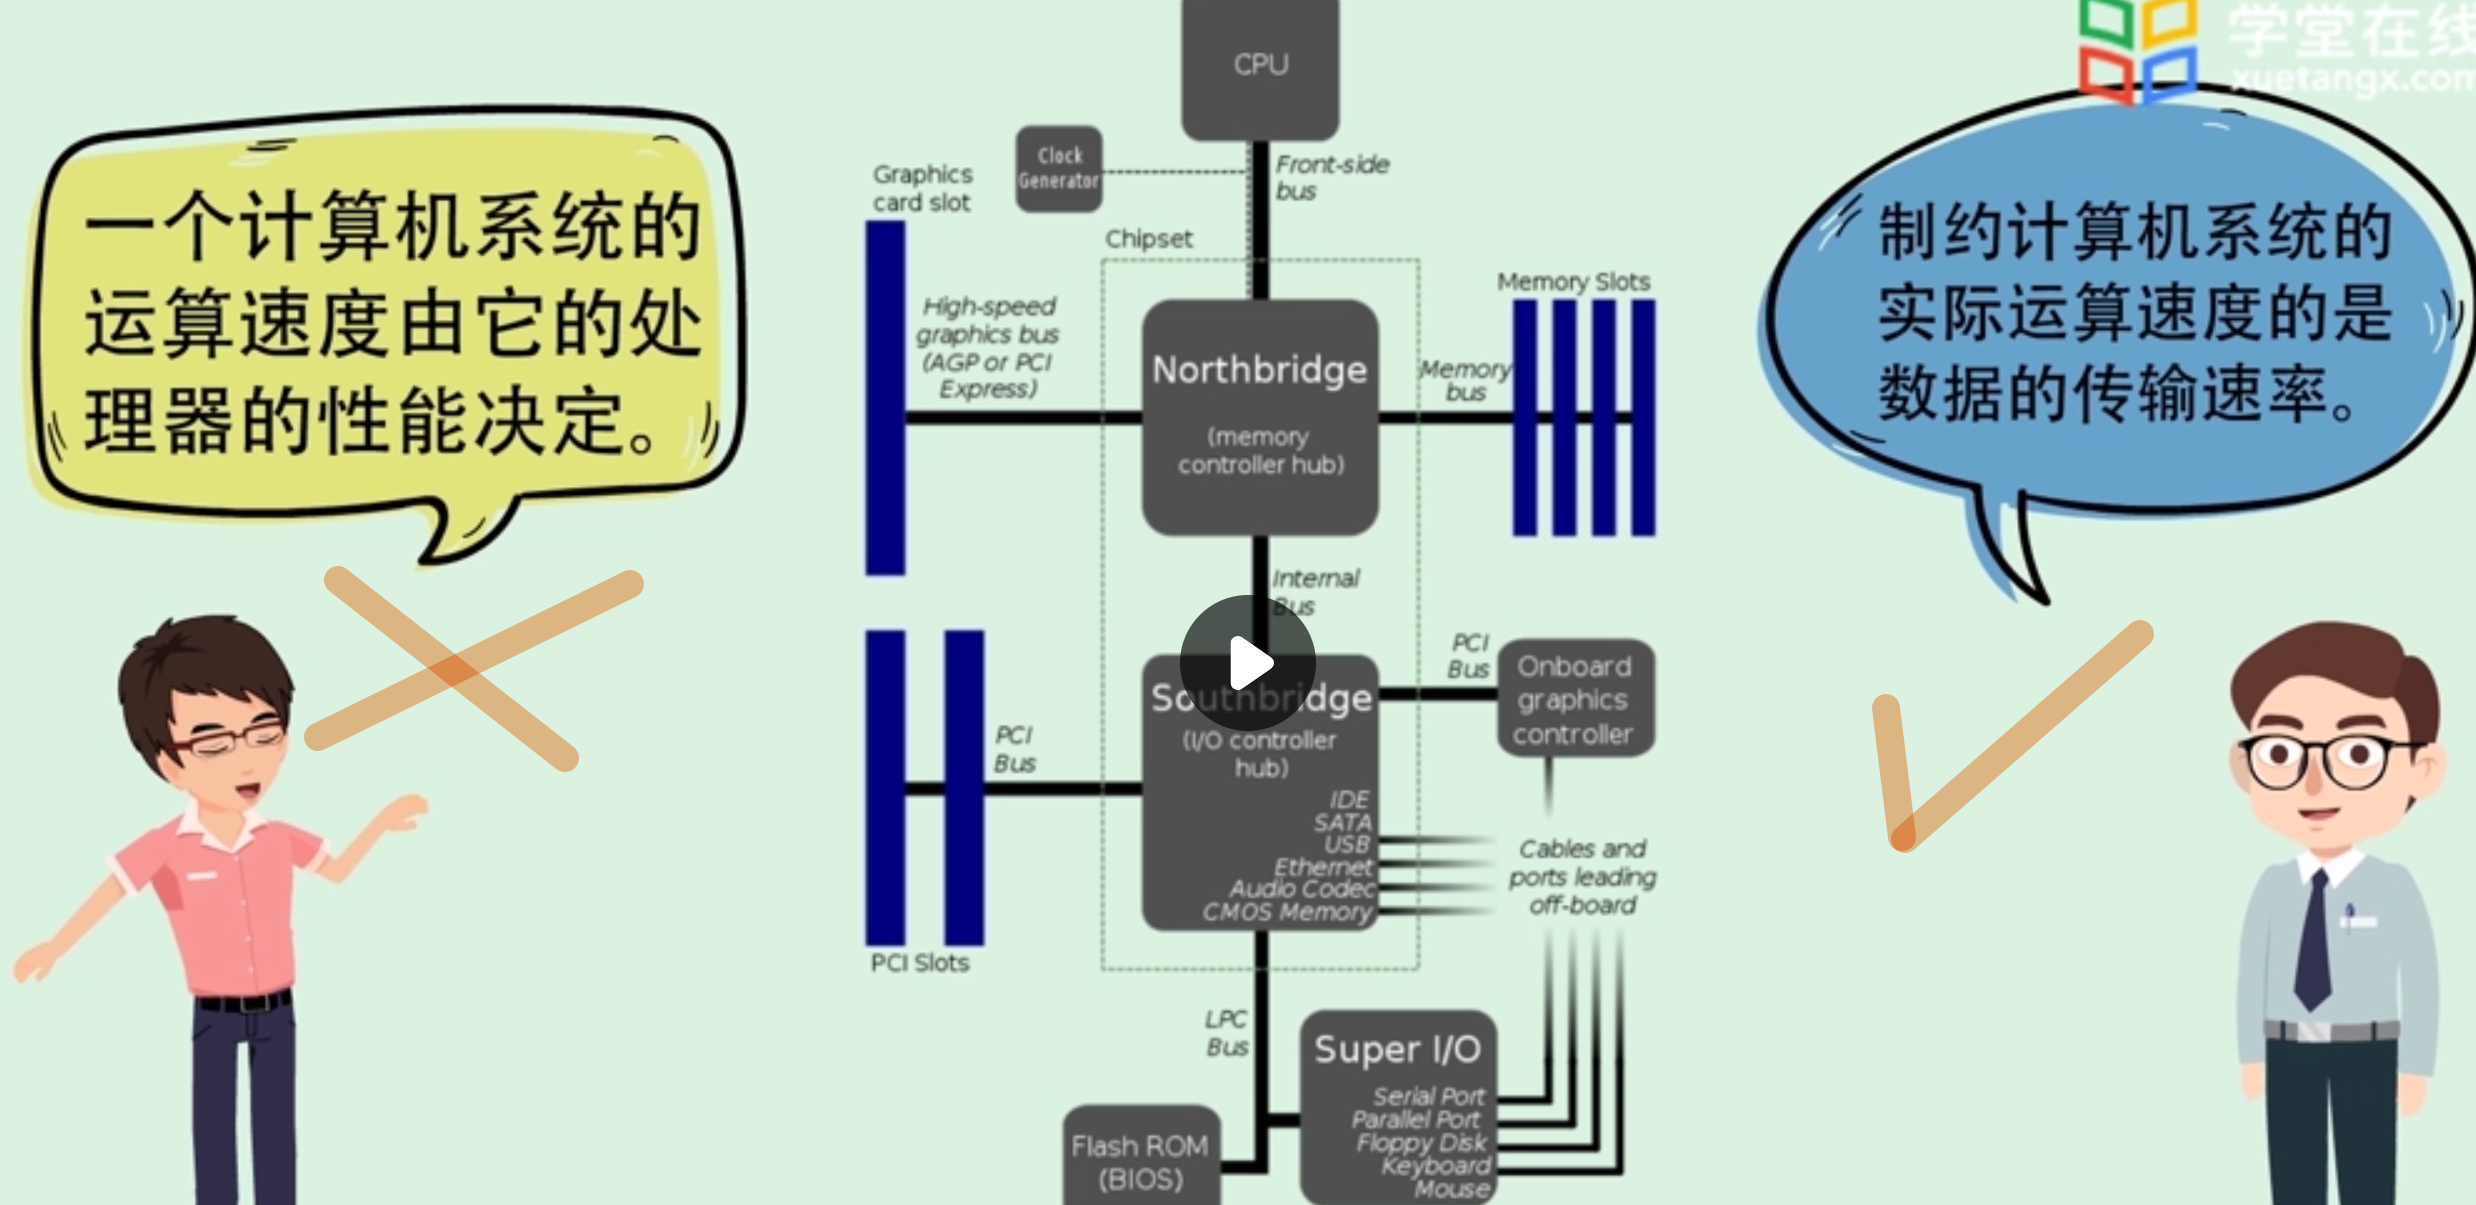 学堂在线
xuetangx.com
一个计算机系统的
运算速度由它的处
理器的性能决定。
CPU
Clock
Generator
Front-side
bus
Graphics
card slot
Chipset
High-speed
graphics bus
(AGP or PCI
Express)
Northbridge
(memory
controller hub)
Memory Slots
Memory
bus
制约计算机系统的
实际运算速度的是
数据的传输速率。
Internal
Bus
Southbridge
(I/O controller
hub)
IDE
SATA
USB
Ethernet
Audio Codec
CMOS Memory
PCI
Bus
Onboard
graphics
controller
PCI
Bus
PCI Slots
Cables and
ports leading
off-board
LPC
Bus
Super I/O
Serial Port
Parallel Port
Floppy Disk
Keyboard
Mouse
Flash ROM
(BIOS)